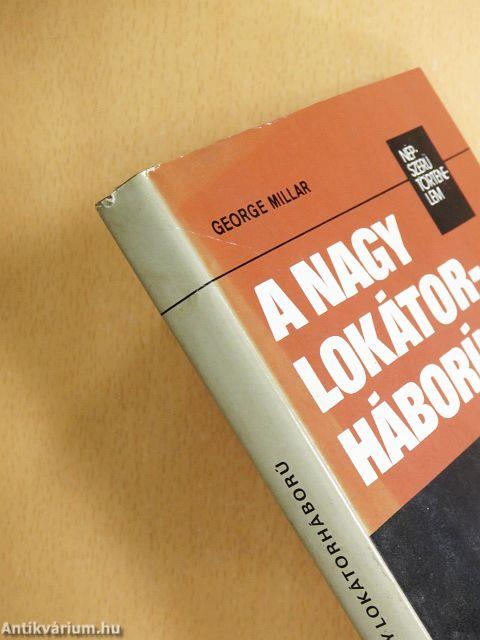 GEORGE MILLAR
NÉP-
SZERŰ
TÖRTÉNE-
LEM
A NAGY
LOKÁTOR-
HÁBORÚ
Y LOKÁTORHÁBORÚ
Antikvárium.hu